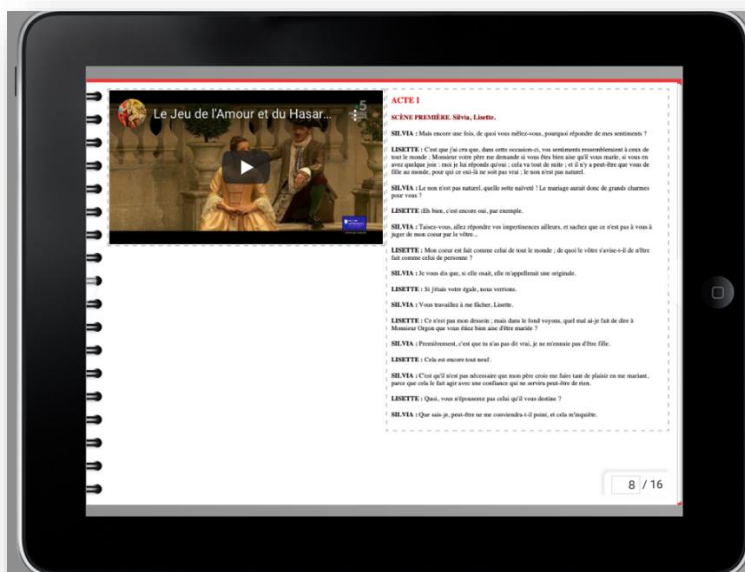 Le Jeu de l'Amour et du Hasar...
5
ACTE I
SCÈNE PREMIÈRE. Silvia, Lisette.
SILVIA : Mais encore une fois, de quoi vous mêlez-vous, pourquoi répondre de mes sentiments ?
LISETTE : C'est que j'ai cru que, dans cette occasion-ci, vos sentiments ressembleraient à ceux de
tout le monde ; Monsieur votre père me demande si vous êtes bien aise qu'il vous marie, si vous en
avez quelque joie : moi je lui réponds qu'oui ; cela va tout de suite ; et il n'y a peut-être que vous de
fille au monde, pour qui ce oui-là ne soit pas vrai ; le non n'est pas naturel.
SILVIA : Le non n'est pas naturel, quelle sotte naïveté ! Le mariage aurait donc de grands charmes
pour vous ?
LISETTE : Eh bien, c'est encore oui, par exemple.
SILVIA : Taisez-vous, allez répondre vos impertinences ailleurs, et sachez que ce n'est pas à vous à
juger de mon coeur par le vôtre...
LISETTE : Mon coeur est fait comme celui de tout le monde ; de quoi le vôtre s'avise-t-il de n'être
fait comme celui de personne ?
SILVIA : Je vous dis que, si elle osait, elle m'appellerait une originale.
LISETTE : Si j'étais votre égale, nous verrions.
SILVIA : Vous travaillez à me fâcher, Lisette.
LISETTE : Ce n'est pas mon dessein ; mais dans le fond voyons, quel mal ai-je fait de dire à
Monsieur Orgon que vous étiez bien aise d'être mariée ?
SILVIA : Premièrement, c'est que tu n'as pas dit vrai, je ne m'ennuie pas d'être fille.
LISETTE : Cela est encore tout neuf.
SILVIA : C'est qu'il n'est pas nécessaire que mon père croie me faire tant de plaisir en me mariant,
parce que cela le fait agir avec une confiance qui ne servira peut-être de rien.
LISETTE : Quoi, vous n'épouserez pas celui qu'il vous destine ?
SILVIA : Que sais-je, peut-être ne me conviendra-t-il point, et cela m'inquiète.
8 / 16